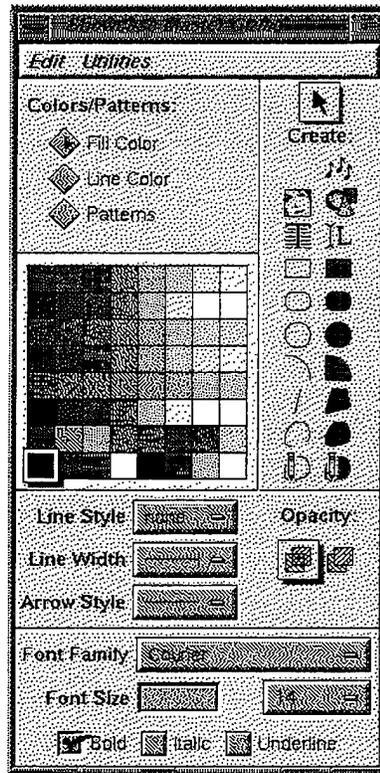 Edit Utilities
Colors/Patterns:
Fill Color
Line Color
Patterns
Create:
L
Line Style
Opacity:
Line Width
Arrow Style
Font Family Courier
Font Size 14
Bold Italic Underline